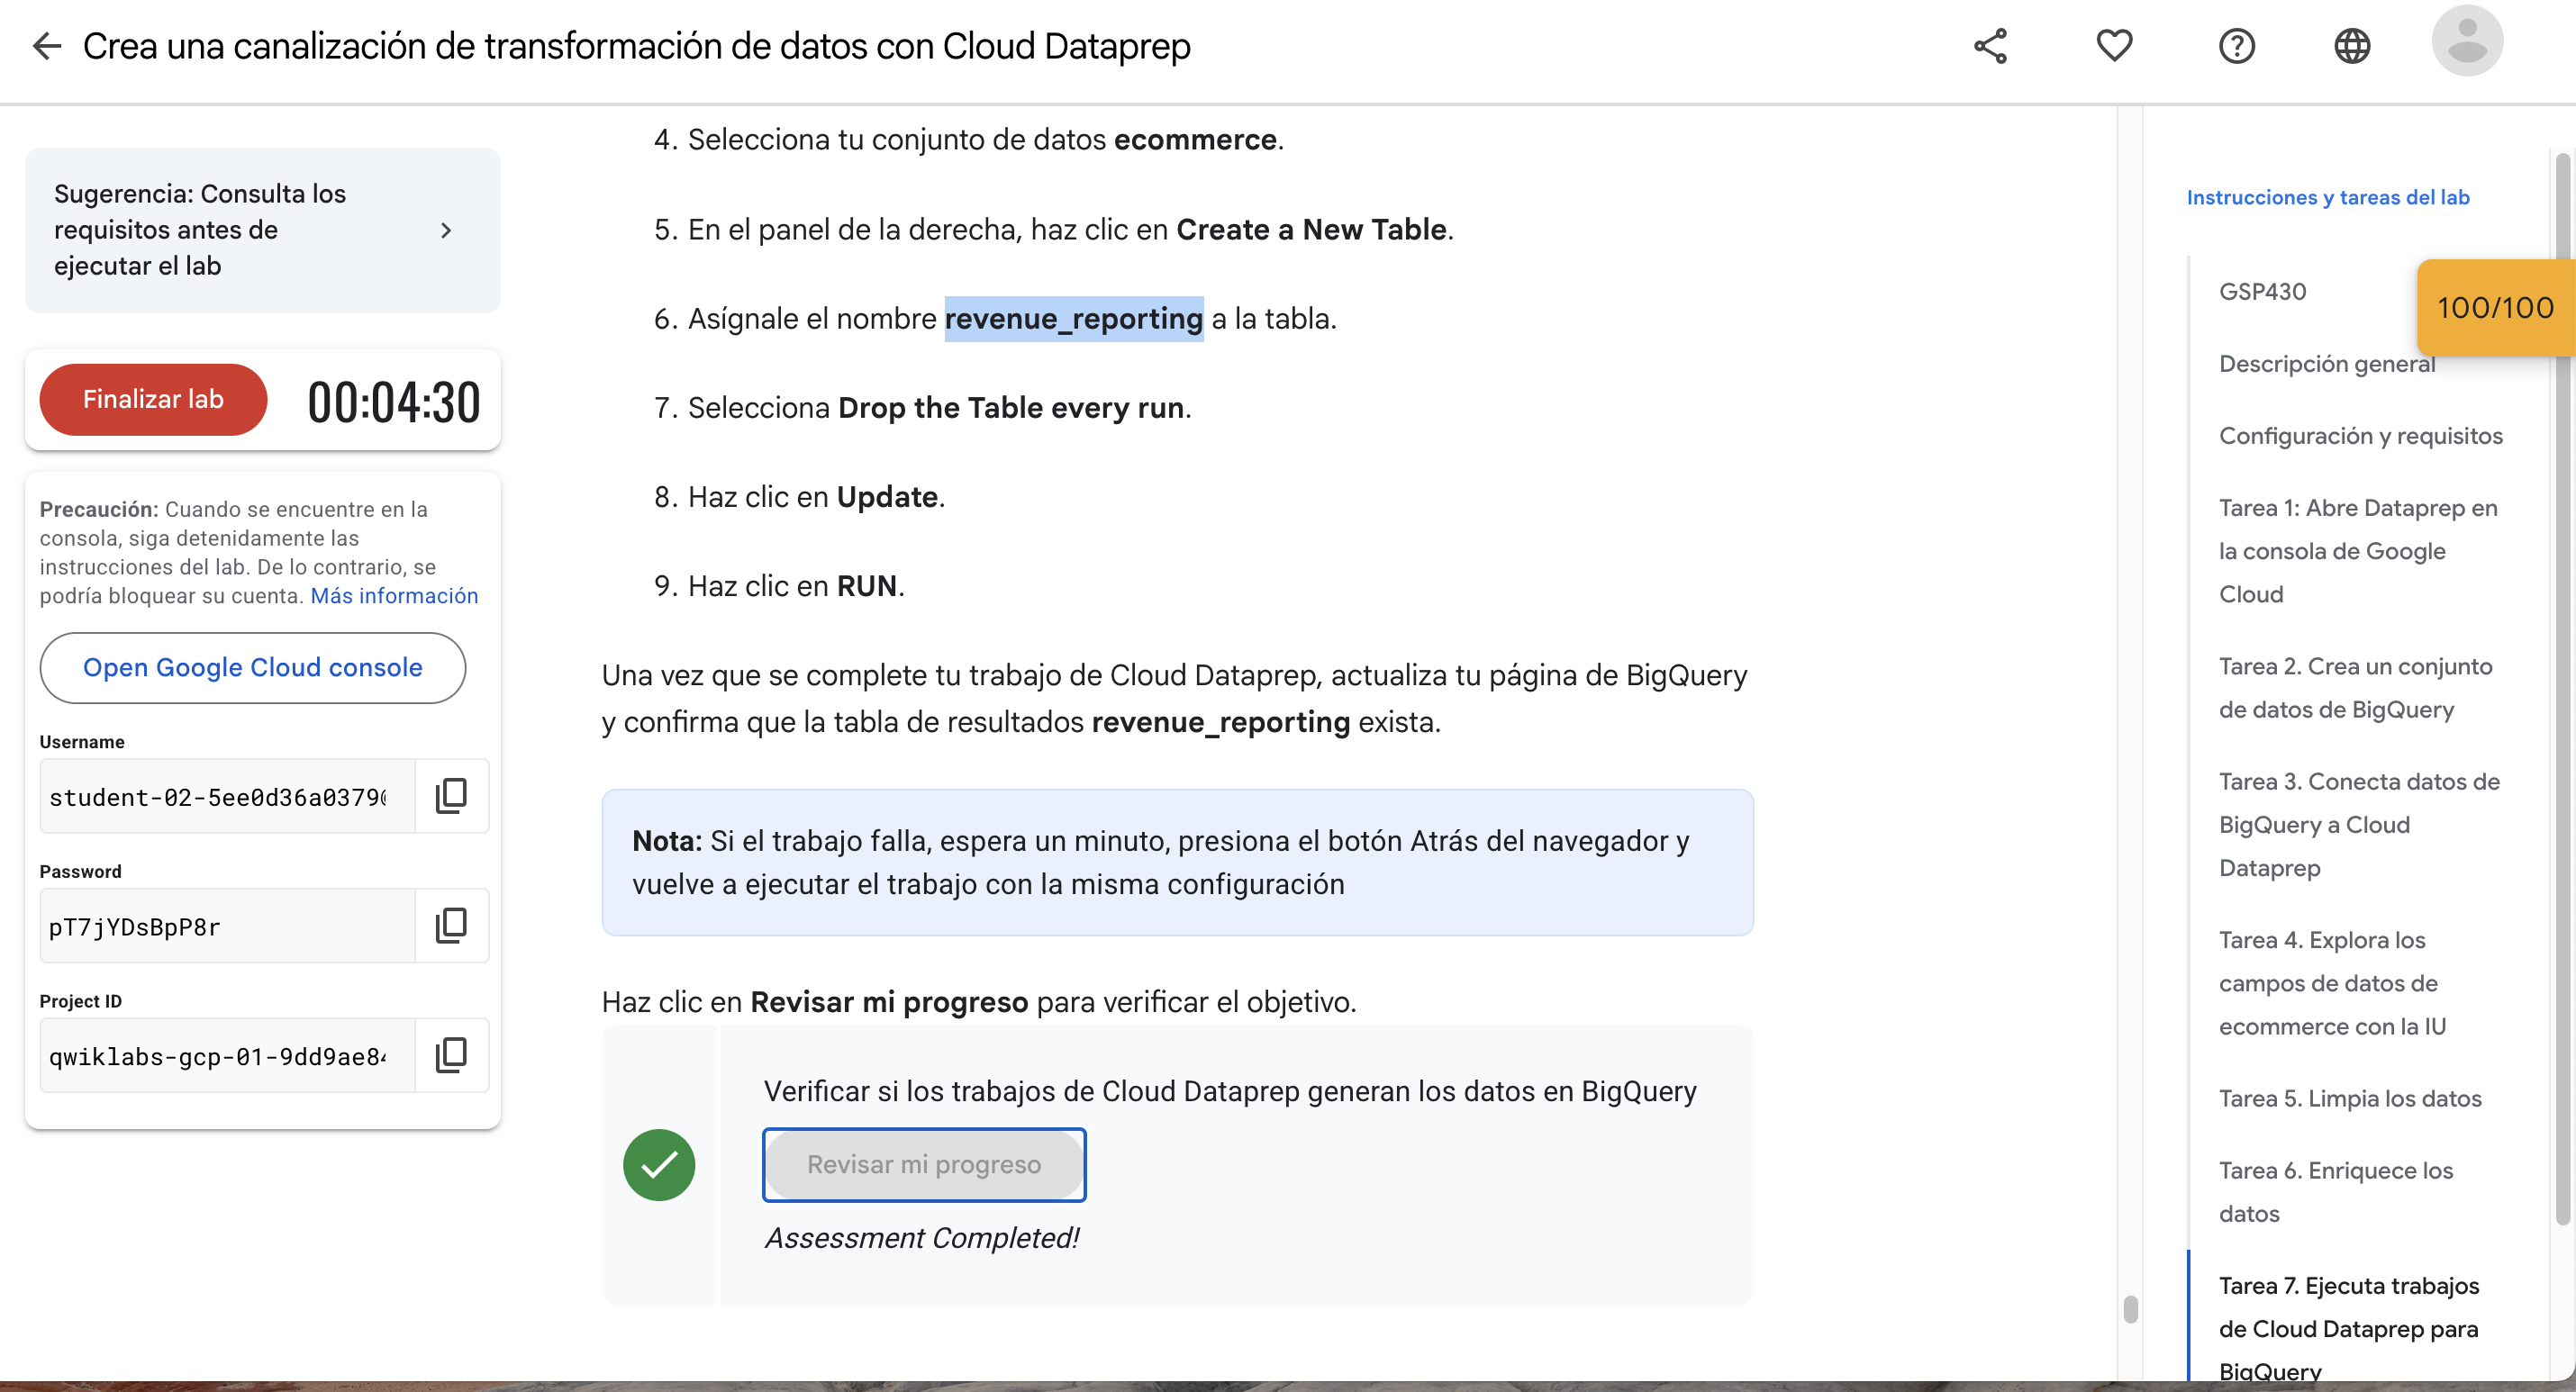 Crea una canalización de transformación de datos con Cloud Dataprep
Sugerencia: Consulta los
requisitos antes de
ejecutar el lab
Finalizar lab
00:04:30
Precaución: Cuando se encuentre en la
consola, siga detenidamente las
instrucciones del lab. De lo contrario, se
podría bloquear su cuenta. Más información
Open Google Cloud console
Username
student-02-5ee0d36a0379@
Password
pT7jYDsBpP8r
Project ID
qwiklabs-gcp-01-9dd9ae84
4. Selecciona tu conjunto de datos ecommerce.
5. En el panel de la derecha, haz clic en Create a New Table.
6. Asígnale el nombre revenue_reporting a la tabla.
7. Selecciona Drop the Table every run.
8. Haz clic en Update.
9. Haz clic en RUN.
Una vez que se complete tu trabajo de Cloud Dataprep, actualiza tu página de BigQuery
y confirma que la tabla de resultados revenue_reporting exista.
Nota: Si el trabajo falla, espera un minuto, presiona el botón Atrás del navegador y
vuelve a ejecutar el trabajo con la misma configuración
Haz clic en Revisar mi progreso para verificar el objetivo.
Verificar si los trabajos de Cloud Dataprep generan los datos en BigQuery
Revisar mi progreso
Assessment Completed!
Instrucciones y tareas del lab
GSP430
100/100
Descripción general
Configuración y requisitos
Tarea 1: Abre Dataprep en
la consola de Google
Cloud
Tarea 2. Crea un conjunto
de datos de BigQuery
Tarea 3. Conecta datos de
BigQuery a Cloud
Dataprep
Tarea 4. Explora los
campos de datos de
ecommerce con la IU
Tarea 5. Limpia los datos
Tarea 6. Enriquece los
datos
Tarea 7. Ejecuta trabajos
de Cloud Dataprep para
BigQuery